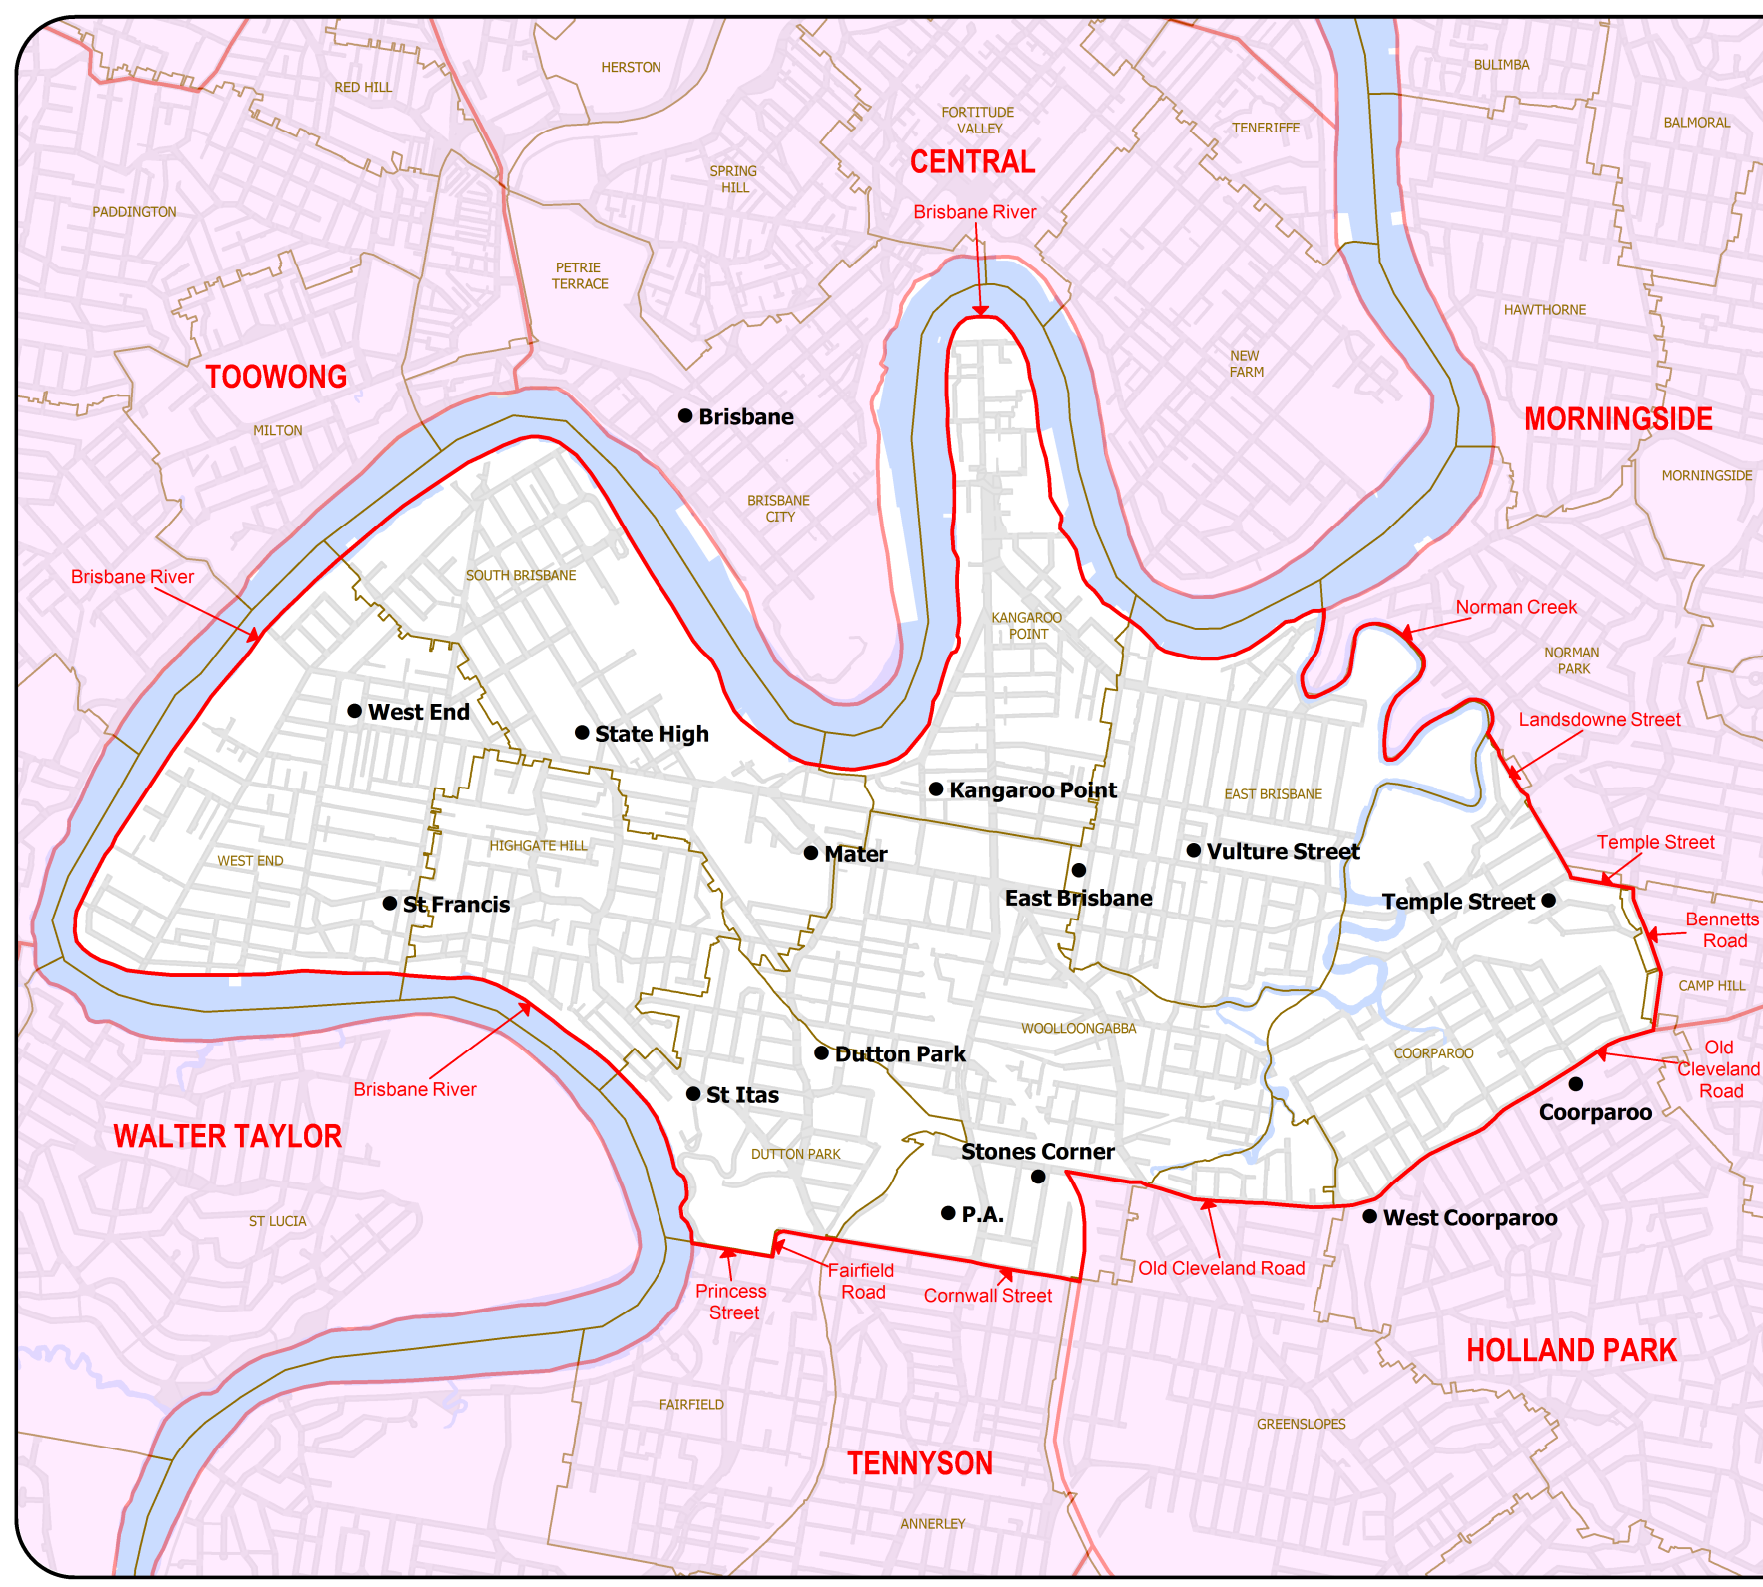 HERSTON
RED HILL
BULIMBA
FORTITUDE
VALLEY
TENERIFFE
BALMORAL
CENTRAL
SPRING
HILL
PADDINGTON
Brisbane River
PETRIE
TERRACE
HAWTHORNE
NEW
FARM
TOOWONG
Brisbane
MORNINGSIDE
MILTON
MORNINGSIDE
BRISBANE
CITY
Brisbane River
SOUTH BRISBANE
Norman Creek
KANGAROO
POINT
NORMAN
PARK
West End
State High
Landsdowne Street
Kangaroo Point
EAST BRISBANE
HIGHGATE HILL
Temple Street
WEST END
Mater
Vulture Street
East Brisbane
St Francis
Temple Street
Bennetts
Road
CAMP HILL
WOOLLOONGABBA
COORPAROO
Old
Cleveland
Road
Dutton Park
Brisbane River
St Itas
Coorparoo
WALTER TAYLOR
DUTTON PARK
Stones Corner
ST LUCIA
P.A.
West Coorparoo
Princess
Street
Fairfield
Road
Cornwall Street
Old Cleveland Road
HOLLAND PARK
FAIRFIELD
GREENSLOPES
TENNYSON
ANNERLEY